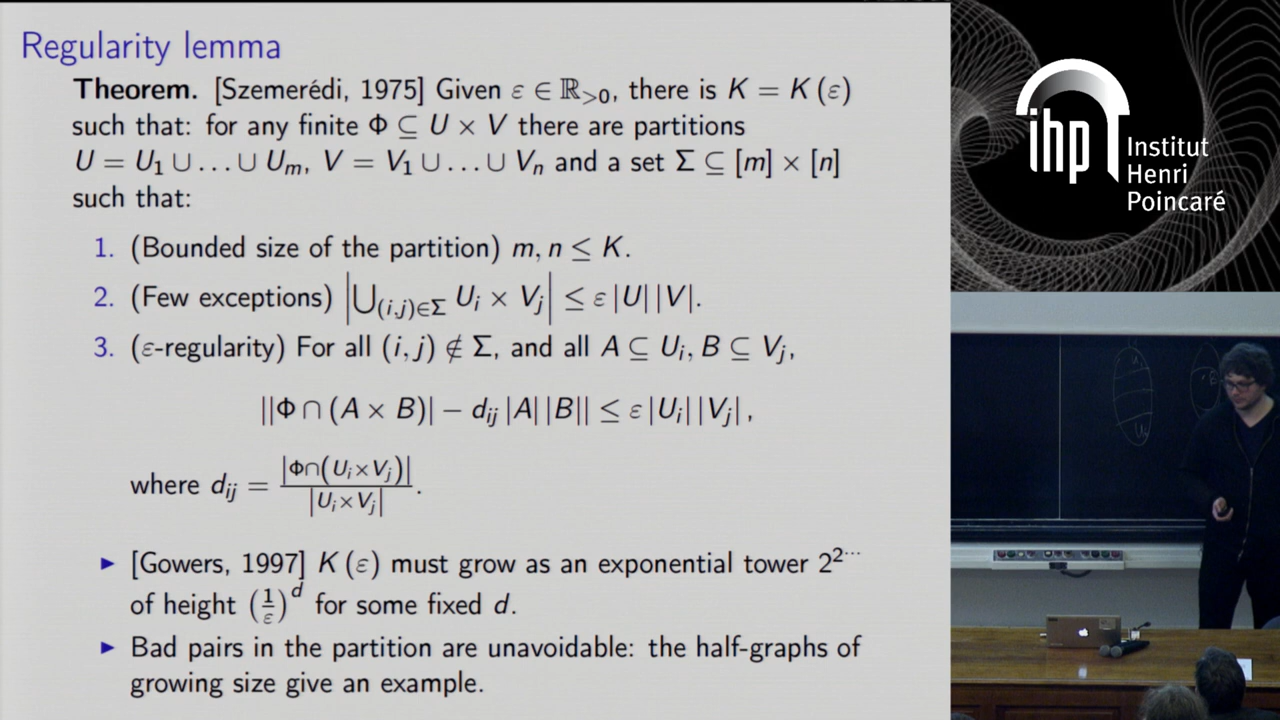 Regularity lemma
Theorem. [Szemerédi, 1975] Given ε ∈ ℝ>0, there is K = K (ε)
such that: for any finite Φ ⊆ U × V there are partitions
U = U₁ ∪ … ∪ Uₘ, V = V₁ ∪ … ∪ Vₙ and a set Σ ⊆ [m] × [n]
such that:
1. (Bounded size of the partition) m, n ≤ K.
2. (Few exceptions) |⋃_(i,j)∈Σ Uᵢ × Vⱼ| ≤ ε |U| |V|.
3. (ε-regularity) For all (i, j) ∉ Σ, and all A ⊆ Uᵢ, B ⊆ Vⱼ,
||Φ ∩ (A × B)| − dᵢⱼ |A| |B|| ≤ ε |Uᵢ| |Vⱼ| ,
where dᵢⱼ = |Φ∩(Uᵢ×Vⱼ)| / |Uᵢ×Vⱼ| .
▶ [Gowers, 1997] K (ε) must grow as an exponential tower 2^2^⋯
of height (1/ε)^d for some fixed d.
▶ Bad pairs in the partition are unavoidable: the half-graphs of
growing size give an example.
ihp
Institut
Henri
Poincaré